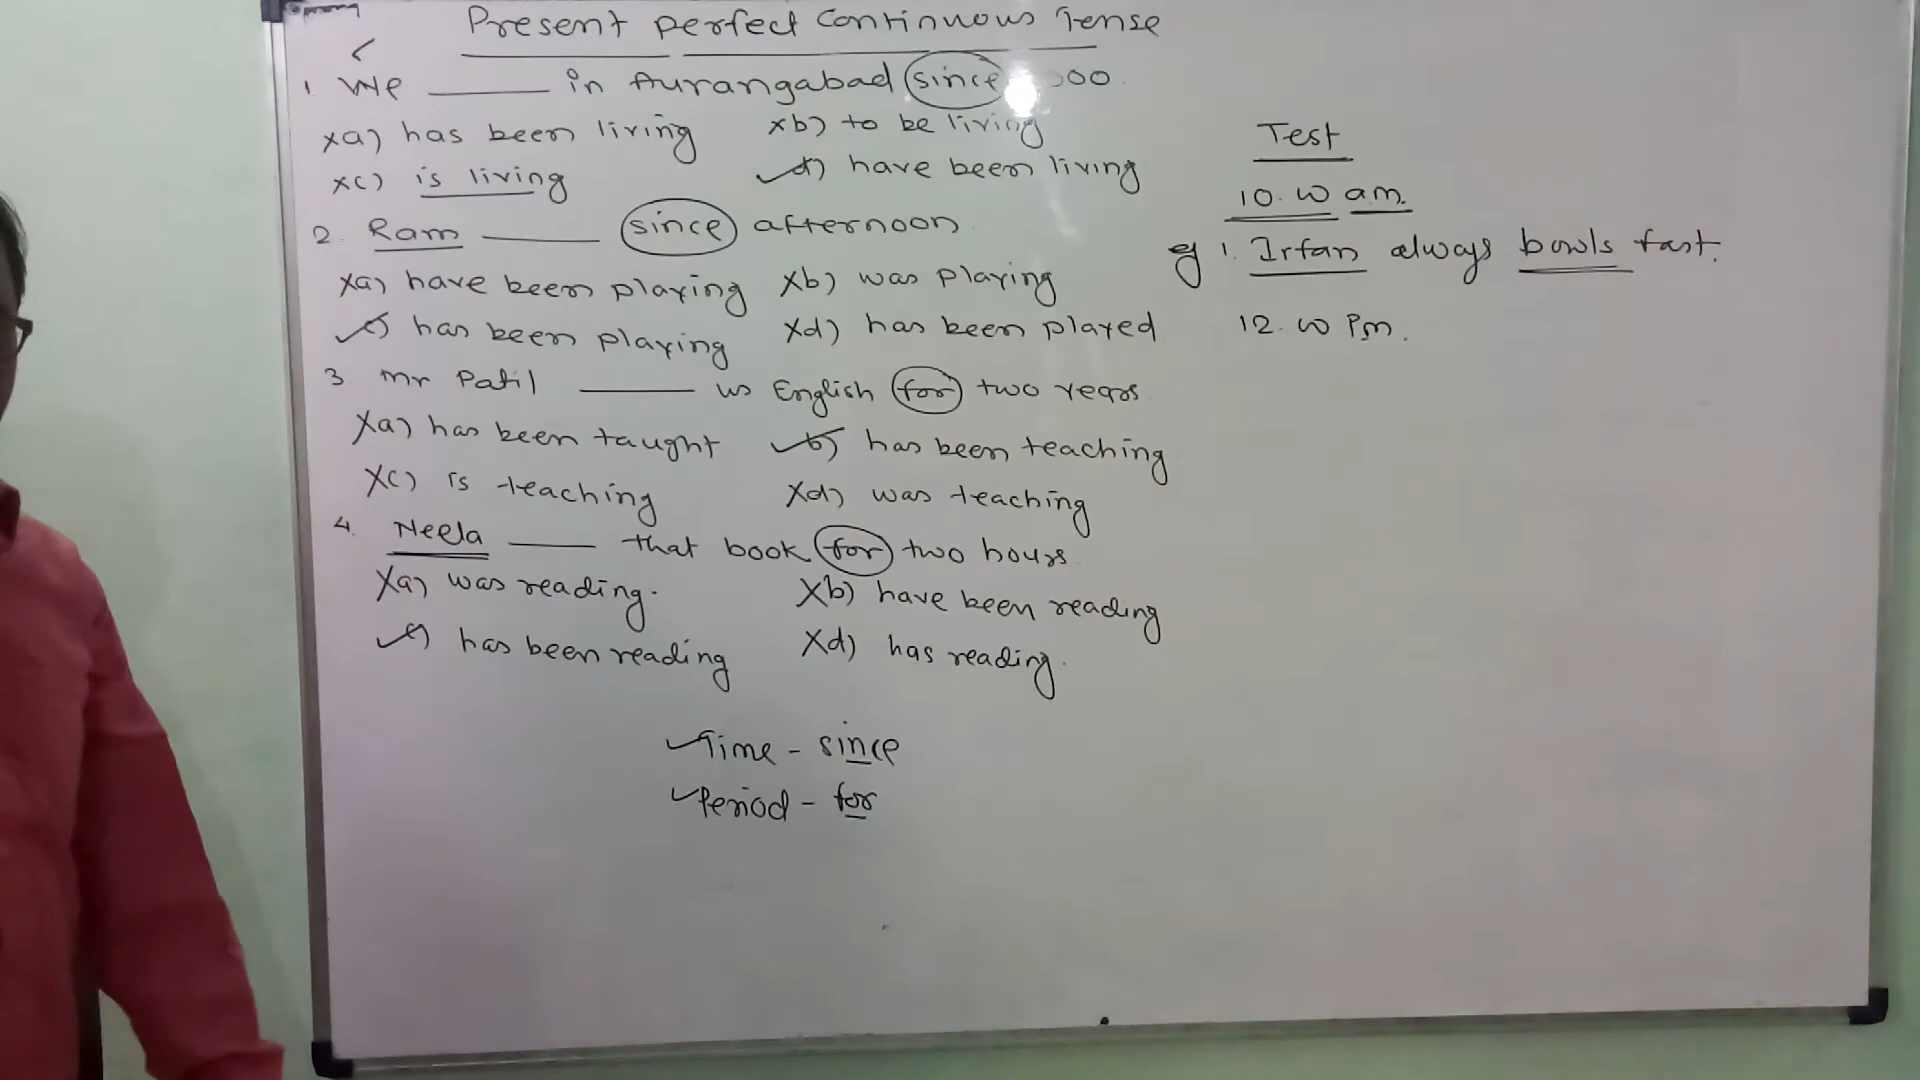 Present perfect Continuous Tense
1. We ______ in Aurangabad since 000
xa) has been living xb) to be living
xc) is living ✓d) have been living
2. Ram ______ since afternoon
xa) have been playing xb) was playing
✓c) has been playing xd) has been played
3 Mr Patil ______ us English for two years
xa) has been taught ✓b) has been teaching
xc) is teaching xd) was teaching
4. Neela ______ that book for two hours
xa) was reading. xb) have been reading
✓c) has been reading xd) has reading.
✓Time - since
✓Period - for
Test
10.00 am.
eg 1. Irfan always bowls fast.
12.00 Pm.